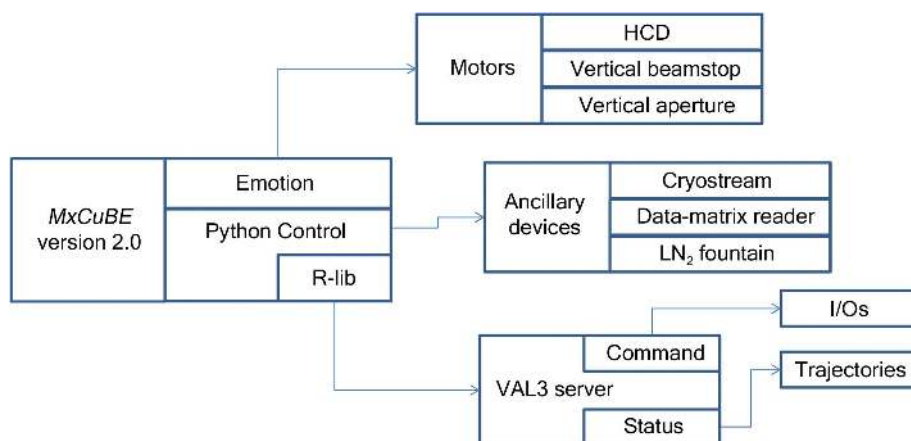 HCD
Motors
Vertical beamstop
Vertical aperture
MxCuBE
version 2.0
Emotion
Python Control
R-lib
Ancillary
devices
Cryostream
Data-matrix reader
LN₂ fountain
I/Os
Command
VAL3 server
Trajectories
Status